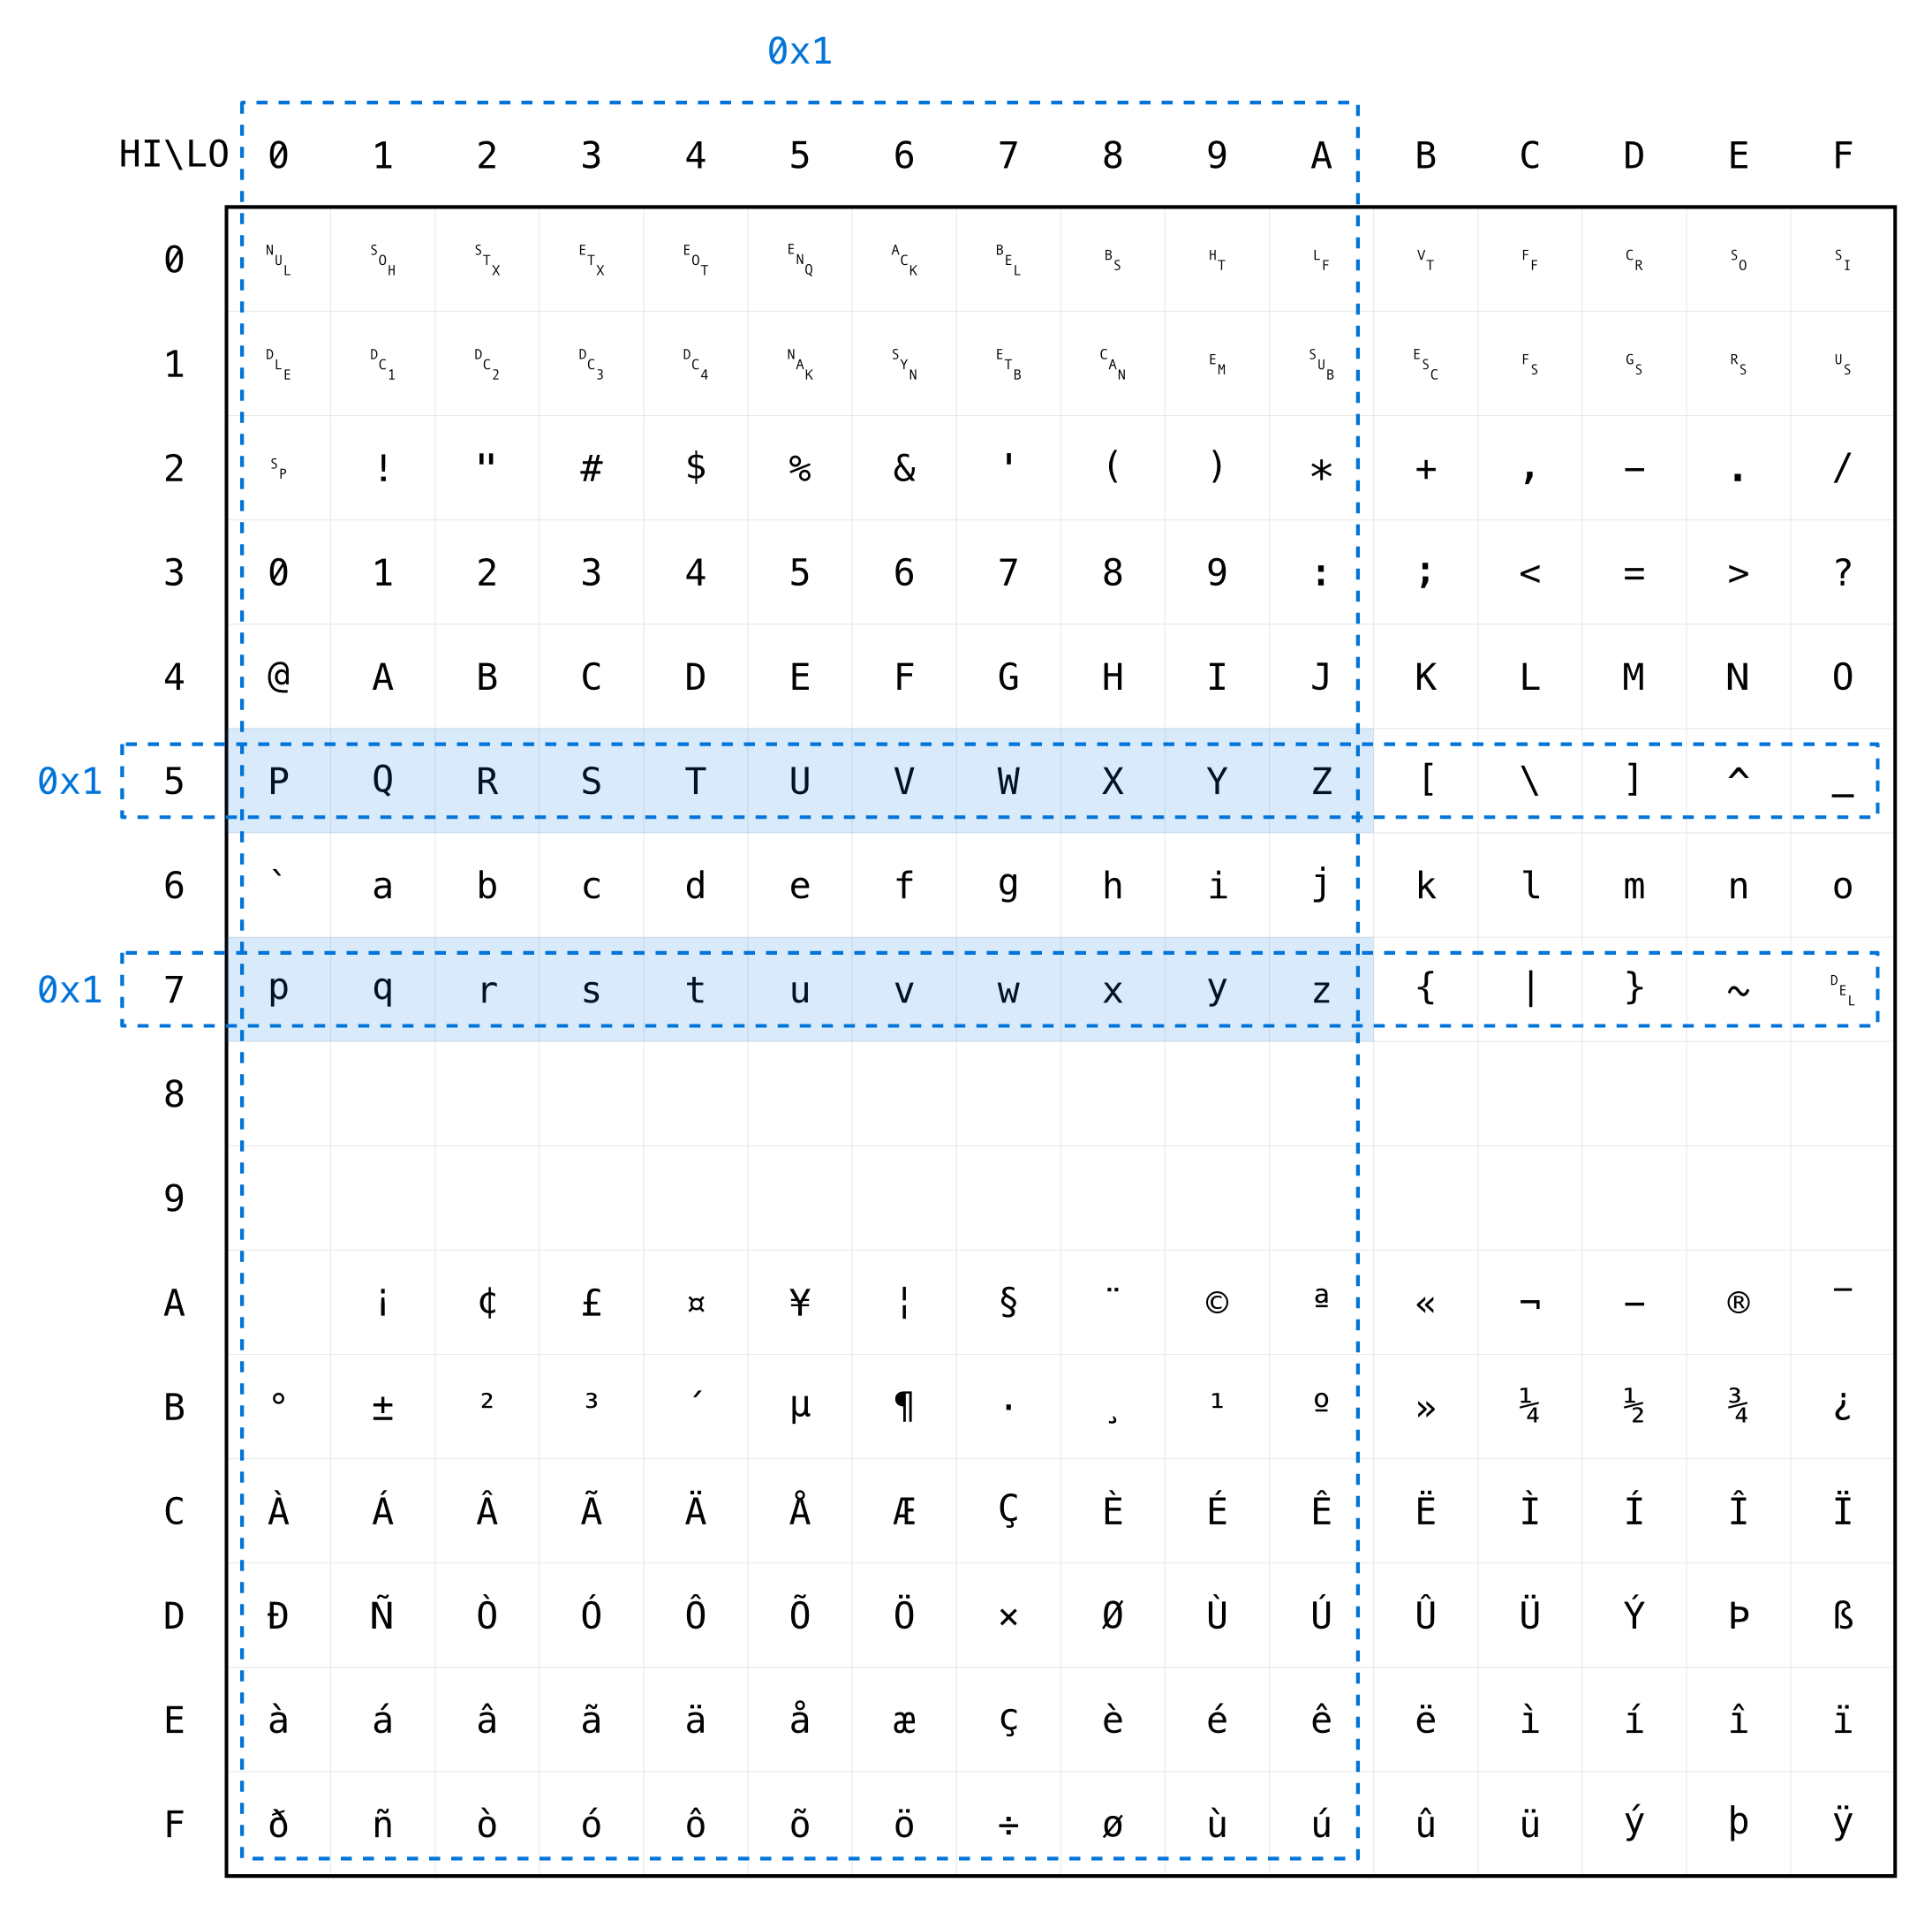 0x1
HI\LO 0 1 2 3 4 5 6 7 8 9 A B C D E F
0 NUL SOH STX ETX EOT ENQ ACK BEL BS HT LF VT FF CR SO SI
1 DLE DC1 DC2 DC3 DC4 NAK SYN ETB CAN EM SUB ESC FS GS RS US
2 SP ! " # $ % & ' ( ) * + , - . /
3 0 1 2 3 4 5 6 7 8 9 : ; < = > ?
4 @ A B C D E F G H I J K L M N O
0x1 5 P Q R S T U V W X Y Z [ \ ] ^ _
6 ` a b c d e f g h i j k l m n o
0x1 7 p q r s t u v w x y z { | } ~ DEL
8
9
A ¡ ¢ £ ¤ ¥ ¦ § ¨ © ª « ¬ − ® ¯
B ° ± ² ³ ´ µ ¶ · ¸ ¹ º » ¼ ½ ¾ ¿
C À Á Â Ã Ä Å Æ Ç È É Ê Ë Ì Í Î Ï
D Ð Ñ Ò Ó Ô Õ Ö × Ø Ù Ú Û Ü Ý Þ ß
E à á â ã ä å æ ç è é ê ë ì í î ï
F ð ñ ò ó ô õ ö ÷ ø ù ú û ü ý þ ÿ